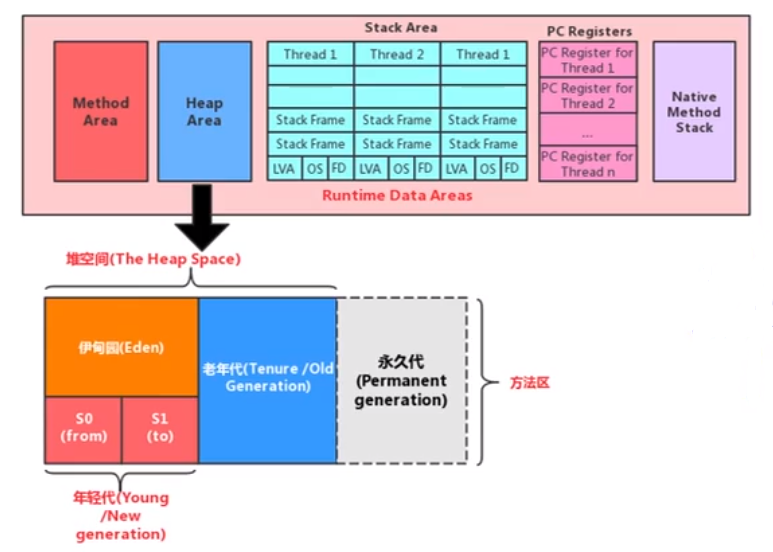 Stack Area
PC Registers
Method
Area
Heap
Area
Thread 1
Thread 2
Thread 1
Stack Frame
Stack Frame
Stack Frame
Stack Frame
Stack Frame
Stack Frame
LVA
OS
FD
LVA
OS
FD
LVA
OS
FD
PC Register for
Thread 1
PC Register for
Thread 2
...
PC Register for
Thread n
Native
Method
Stack
Runtime Data Areas
堆空间(The Heap Space)
伊甸园(Eden)
S0
(from)
S1
(to)
老年代(Tenure /Old
Generation)
永久代
(Permanent
generation)
方法区
年轻代(Young
/New
generation)